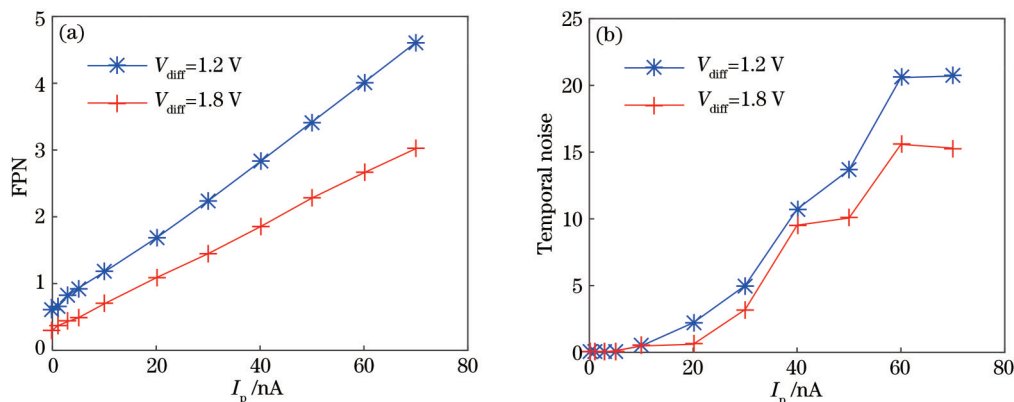 (a)
V_diff=1.2 V
V_diff=1.8 V
FPN
5
4
3
2
1
0
0 20 40 60 80
I_p /nA
(b)
V_diff=1.2 V
V_diff=1.8 V
Temporal noise
25
20
15
10
5
0
0 20 40 60 80
I_p /nA